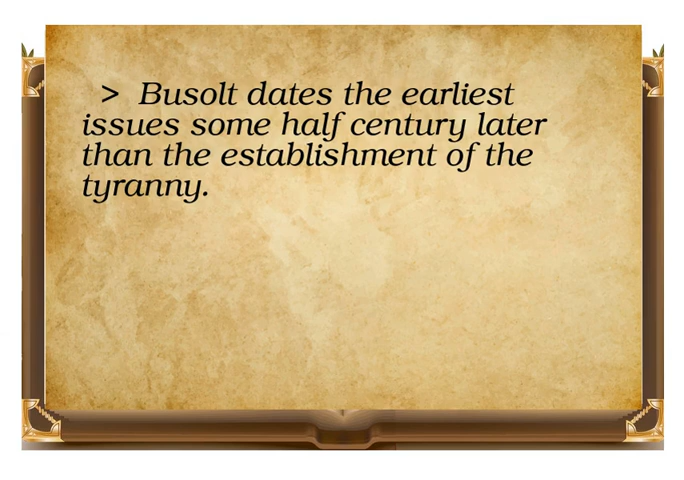 > Busolt dates the earliest
issues some half century later
than the establishment of the
tyranny.